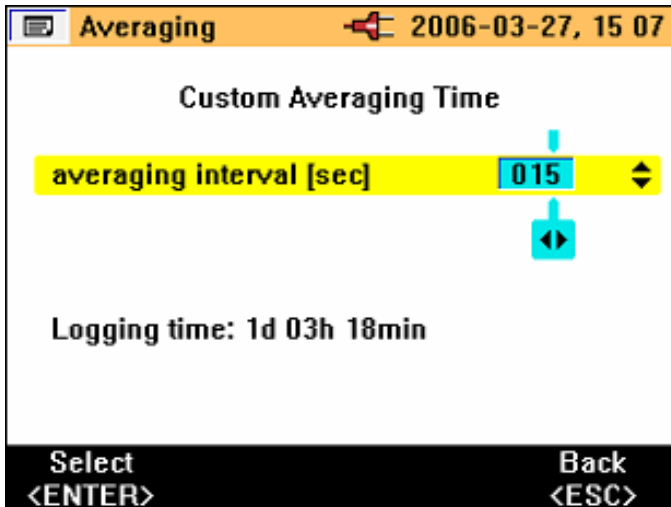 Averaging 2006-03-27, 15 07
Custom Averaging Time
averaging interval [sec] 015
Logging time: 1d 03h 18min
Select Back
<ENTER> <ESC>